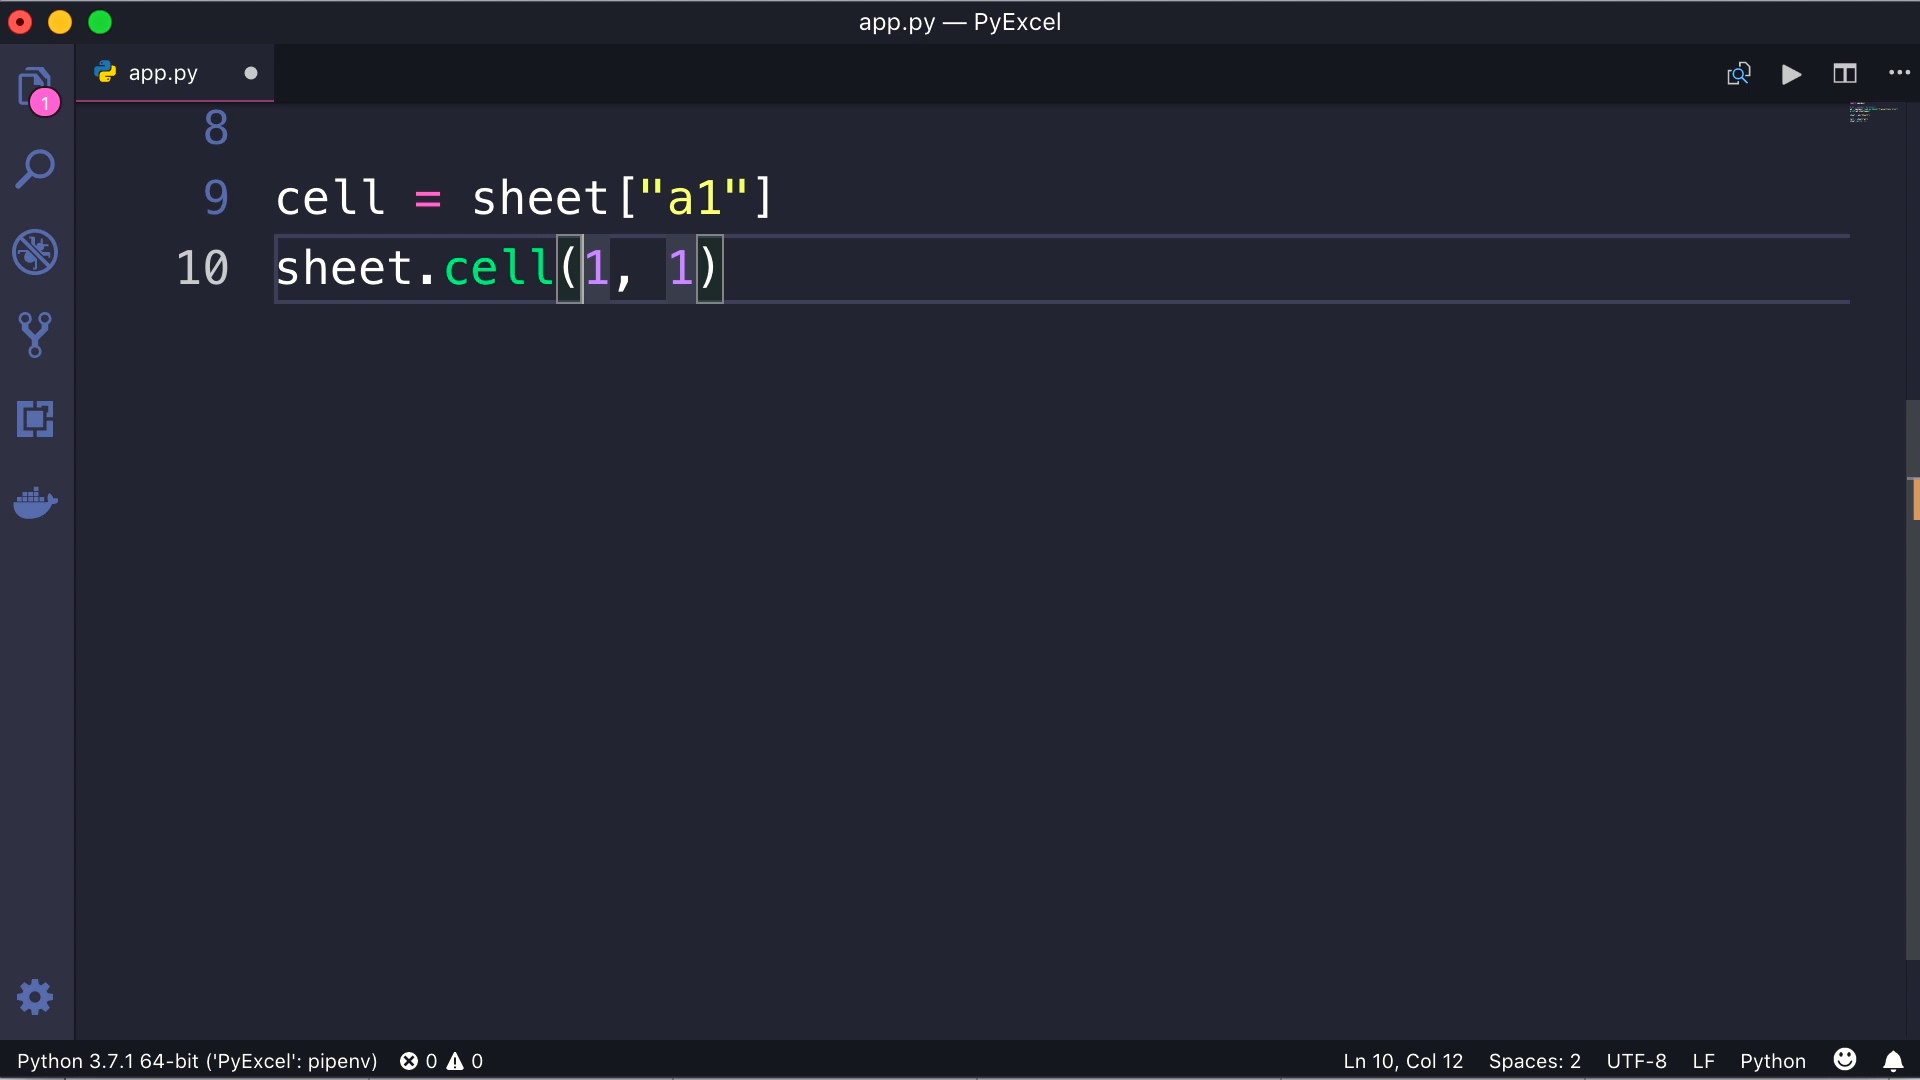 app.py — PyExcel
app.py
1
8
9 cell = sheet["a1"]
10 sheet.cell(1, 1)
Python 3.7.1 64-bit ('PyExcel': pipenv) 0 0 Ln 10, Col 12 Spaces: 2 UTF-8 LF Python